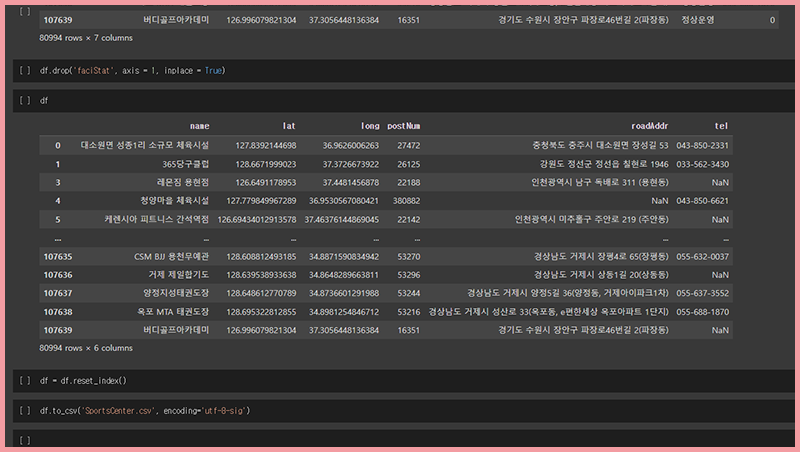 [ ]
107639 버디골프아카데미 126.996079821304 37.3056448136384 16351 경기도 수원시 장안구 파장로46번길 2(파장동) 정상운영 0
80994 rows × 7 columns
[ ] df.drop('faciStat', axis = 1, inplace = True)
[ ] df
name lat long postNum roadAddr tel
0 대소원면 성종1리 소규모 체육시설 127.8392144698 36.9626006263 27472 충청북도 충주시 대소원면 장성길 53 043-850-2331
1 365당구클럽 128.6671999023 37.3726673922 26125 강원도 정선군 정선읍 칠현로 1946 033-562-3430
3 레몬짐 용현점 126.6491178953 37.4481456878 22188 인천광역시 남구 독배로 311 (용현동) NaN
4 청양마을 체육시설 127.779849967289 36.9530567080421 380882 NaN 043-850-6621
5 케렌시아 피트니스 간석역점 126.69434012913578 37.46376144869045 22142 인천광역시 미추홀구 주안로 219 (주안동) NaN
... ... ... ... ... ... ...
107635 CSM BJJ 용천무예관 128.608812493185 34.8871590834942 53270 경상남도 거제시 장평4로 65(장평동) 055-632-0037
107636 거제 제일합기도 128.639538933638 34.8648289663811 53296 경상남도 거제시 상동1길 20(상동동) NaN
107637 양정지성태권도장 128.648612770789 34.8736601291988 53244 경상남도 거제시 양정5길 36(양정동, 거제아이파크1차) 055-637-3552
107638 옥포 MTA 태권도장 128.695322812855 34.8981254846712 53216 경상남도 거제시 성산로 33(옥포동, e편한세상 옥포아파트 1단지) 055-688-1870
107639 버디골프아카데미 126.996079821304 37.3056448136384 16351 경기도 수원시 장안구 파장로46번길 2(파장동) NaN
80994 rows × 6 columns
[ ] df = df.reset_index()
[ ] df.to_csv('SportsCenter.csv', encoding='utf-8-sig')
[ ]